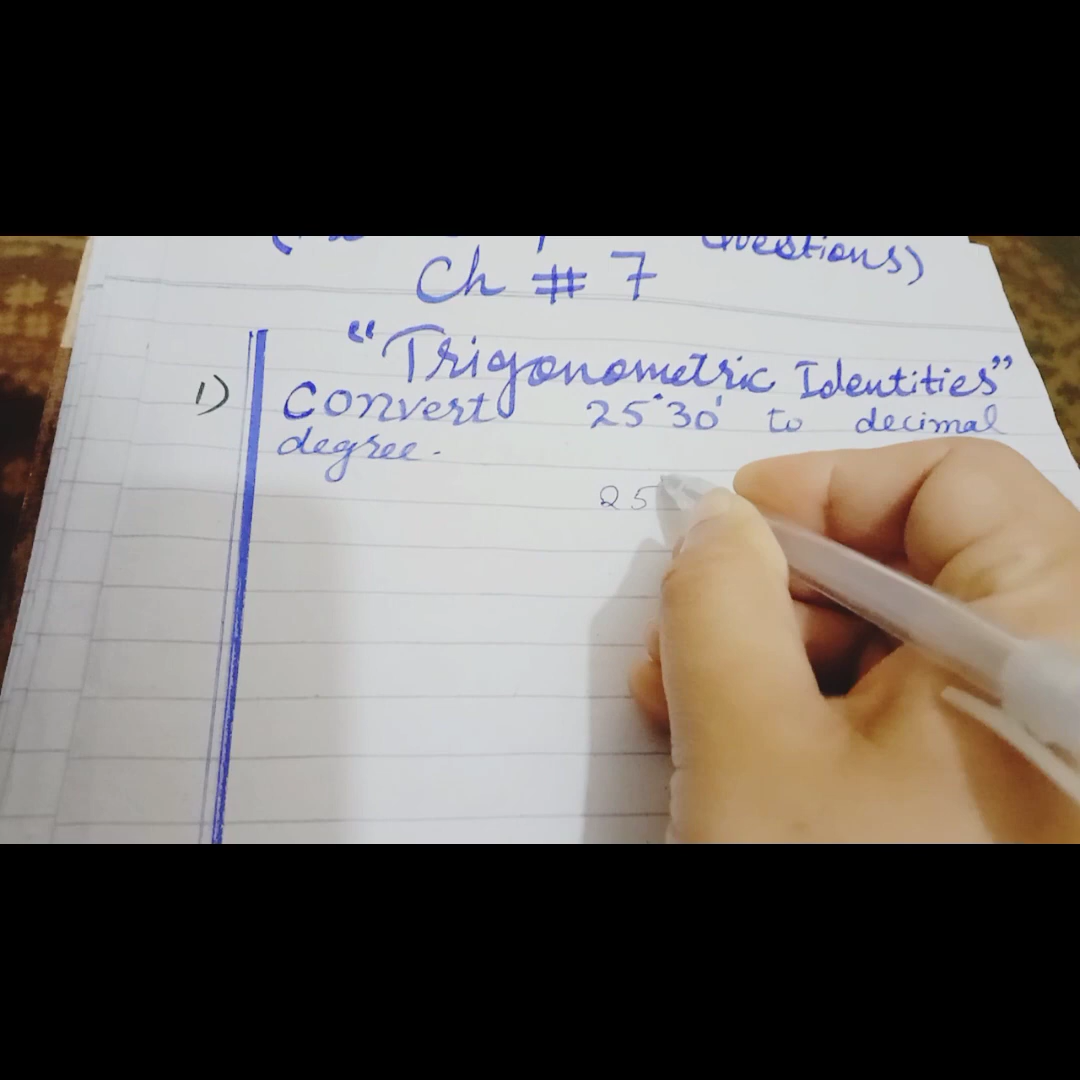 Questions)
Ch # 7
"Trigonometric Identities"
1) Convert 25°30' to decimal
degree.
25